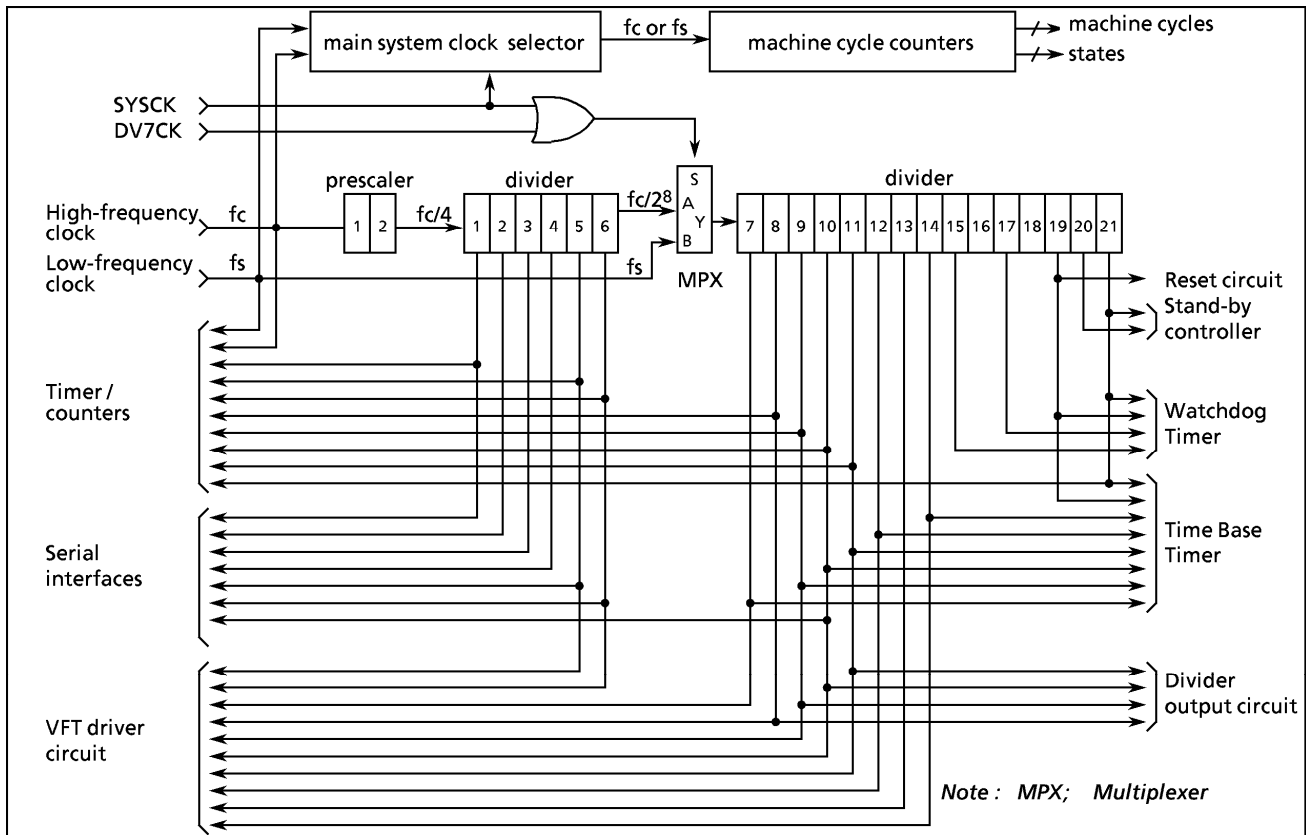 main system clock selector
fc or fs
machine cycle counters
machine cycles
states
SYSCK
DV7CK
prescaler
divider
divider
High-frequency
clock
fc
1 2
fc/4
1 2 3 4 5 6
fc/2⁸
S
A
Y
B
MPX
7 8 9 10 11 12 13 14 15 16 17 18 19 20 21
Low-frequency
clock
fs
fs
Reset circuit
Stand-by
controller
Timer /
counters
Watchdog
Timer
Serial
interfaces
Time Base
Timer
VFT driver
circuit
Divider
output circuit
Note : MPX; Multiplexer